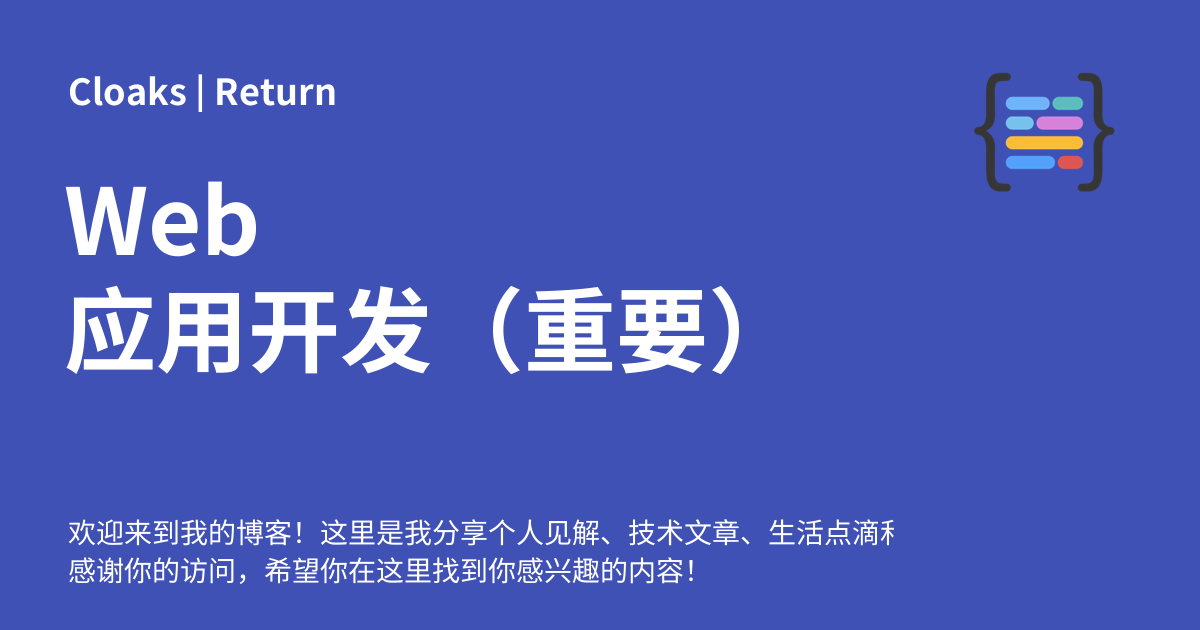 Cloaks | Return
Web
应用开发（重要）
欢迎来到我的博客！这里是我分享个人见解、技术文章、生活点滴
感谢你的访问，希望你在这里找到你感兴趣的内容！